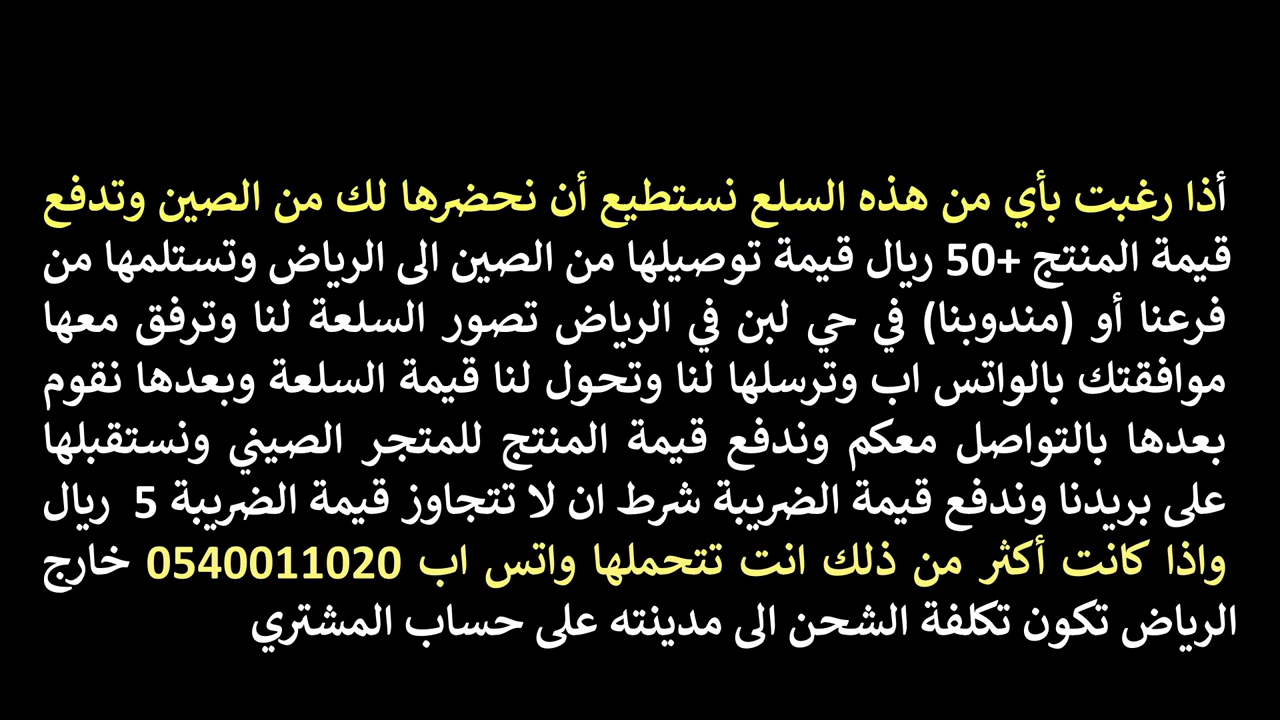 أذا رغبت بأي من هذه السلع نستطيع أن نحضرها لك من الصين وتدفع
قيمة المنتج +50 ريال قيمة توصيلها من الصين الى الرياض وتستلمها من
فرعنا أو (مندوبنا) في حي لبن في الرياض تصور السلعة لنا وترفق معها
موافقتك بالواتس اب وترسلها لنا وتحول لنا قيمة السلعة وبعدها نقوم
بعدها بالتواصل معكم وندفع قيمة المنتج للمتجر الصيني ونستقبلها
على بريدنا وندفع قيمة الضريبة شرط ان لا تتجاوز قيمة الضريبة 5 ريال
واذا كانت أكثر من ذلك انت تتحملها واتس اب 0540011020 خارج
الرياض تكون تكلفة الشحن الى مدينته على حساب المشتري